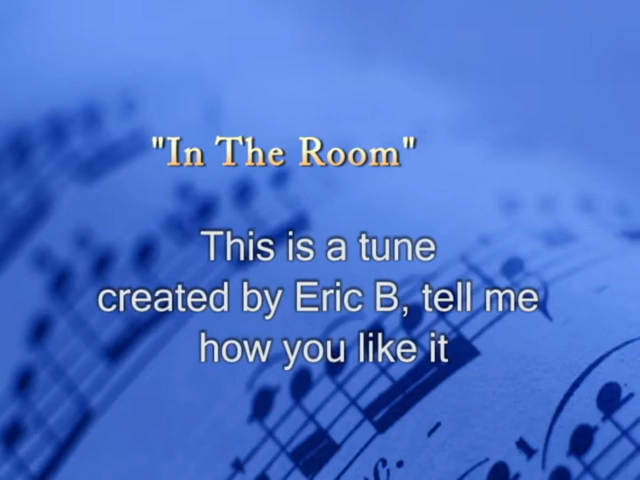 "In The Room"
This is a tune
created by Eric B, tell me
how you like it